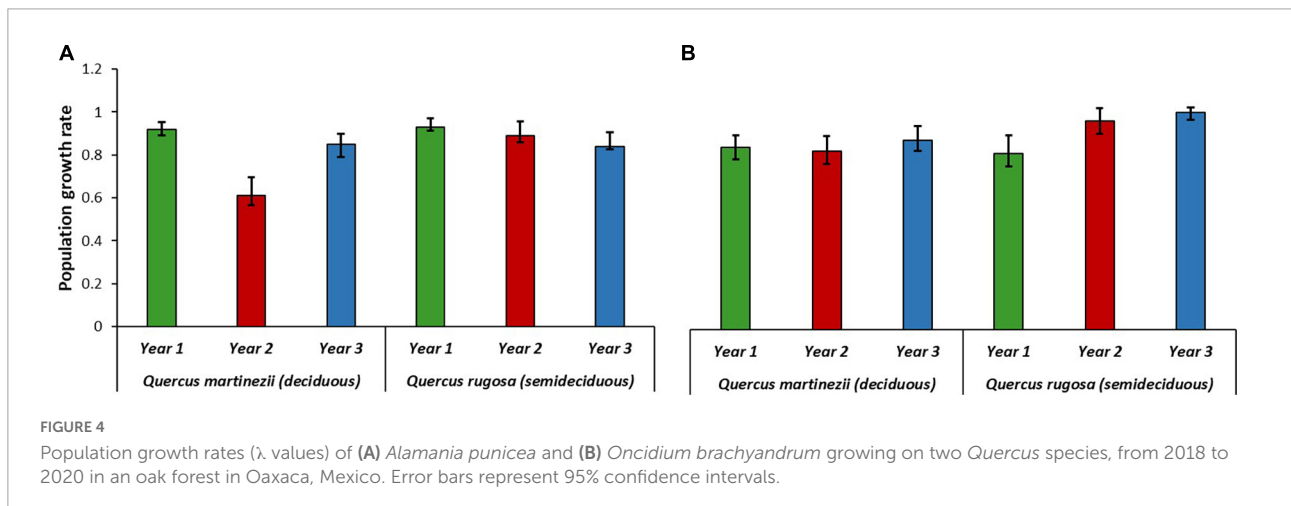 A
B
1.2
1
0.8
0.6
0.4
0.2
0
Population growth rate
Year 1 Year 2 Year 3 Year 1 Year 2 Year 3
Quercus martinezii (deciduous) Quercus rugosa (semideciduous)
Year 1 Year 2 Year 3 Year 1 Year 2 Year 3
Quercus martinezii (deciduous) Quercus rugosa (semideciduous)
FIGURE 4
Population growth rates (λ values) of (A) Alamania punicea and (B) Oncidium brachyandrum growing on two Quercus species, from 2018 to
2020 in an oak forest in Oaxaca, Mexico. Error bars represent 95% confidence intervals.